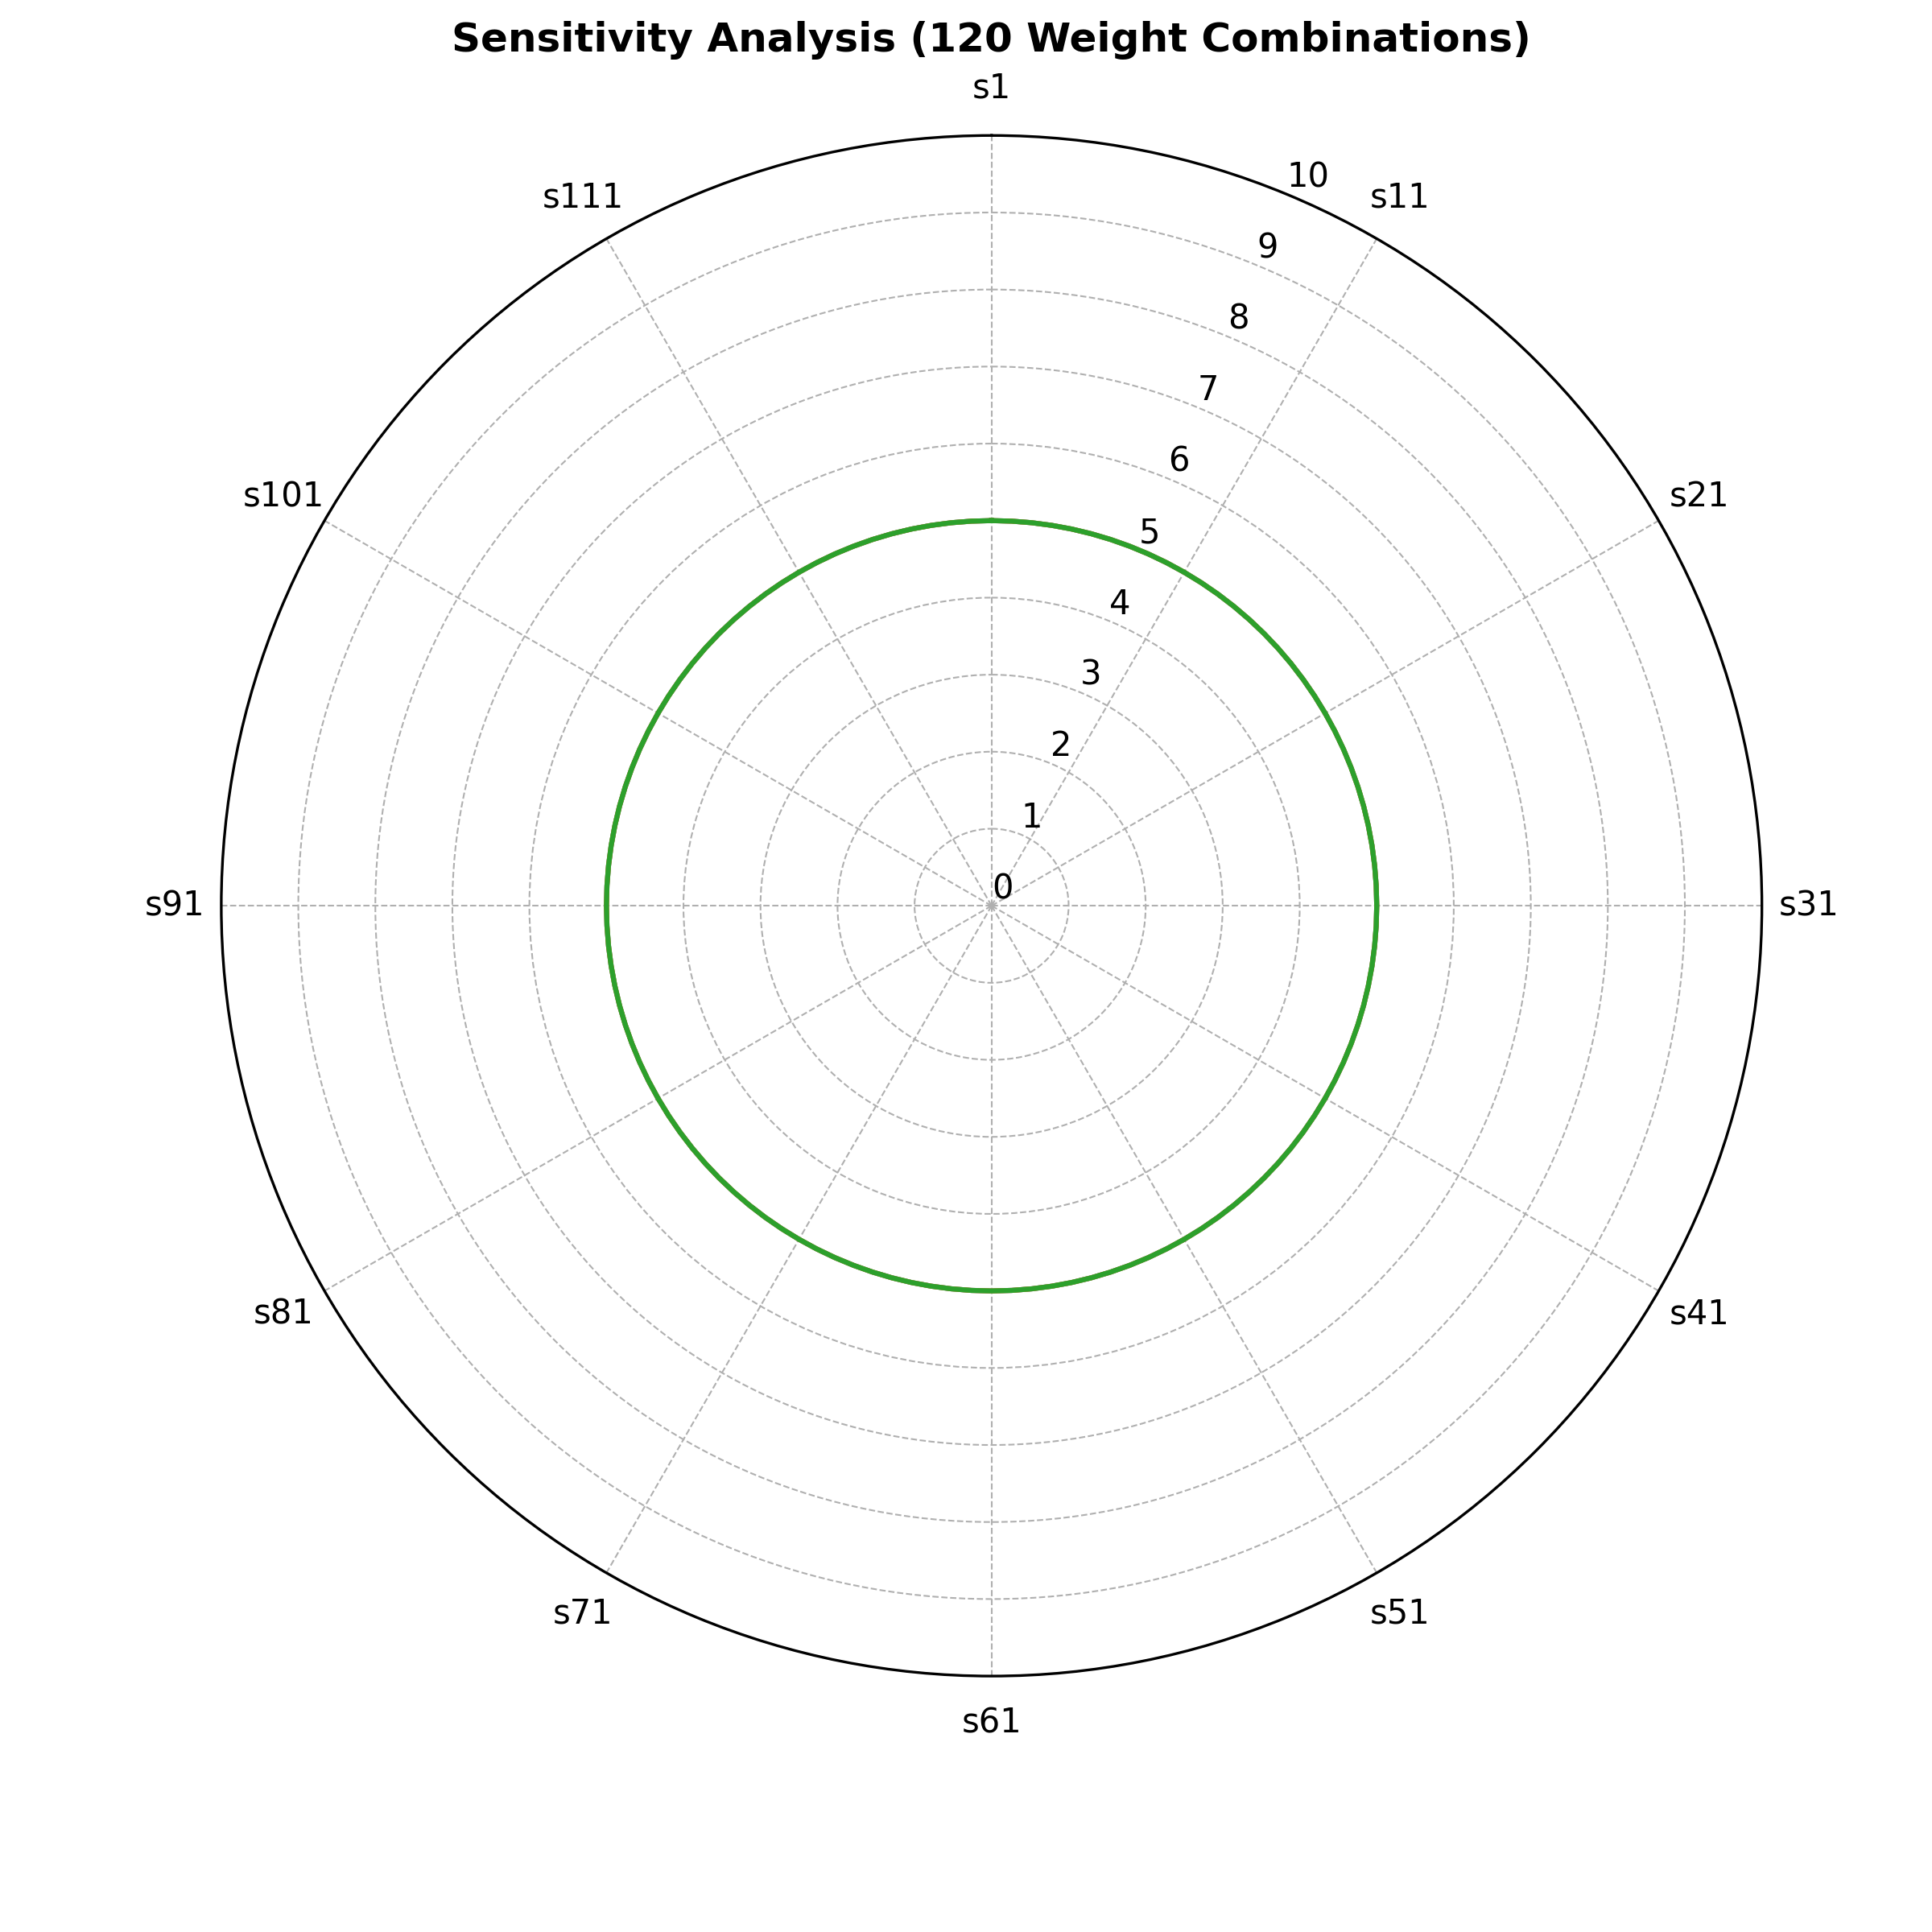 Sensitivity Analysis (120 Weight Combinations)
s1
s111
10
s11
9
8
7
s101
6
s21
5
4
3
2
1
0
s91
s31
s81
s41
s71
s51
s61